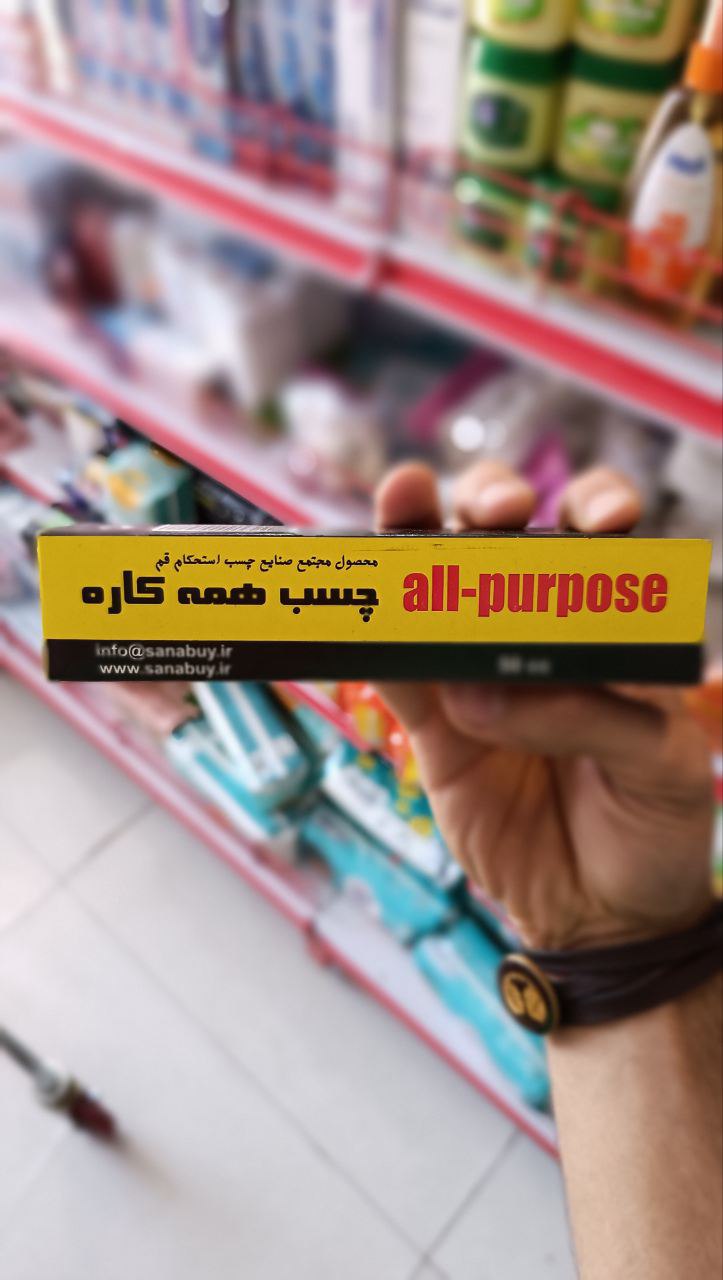 محصول مجتمع صنایع چسب استحکام قم
چسب همه کاره
all-purpose
info@sanabuy.ir
www.sanabuy.ir